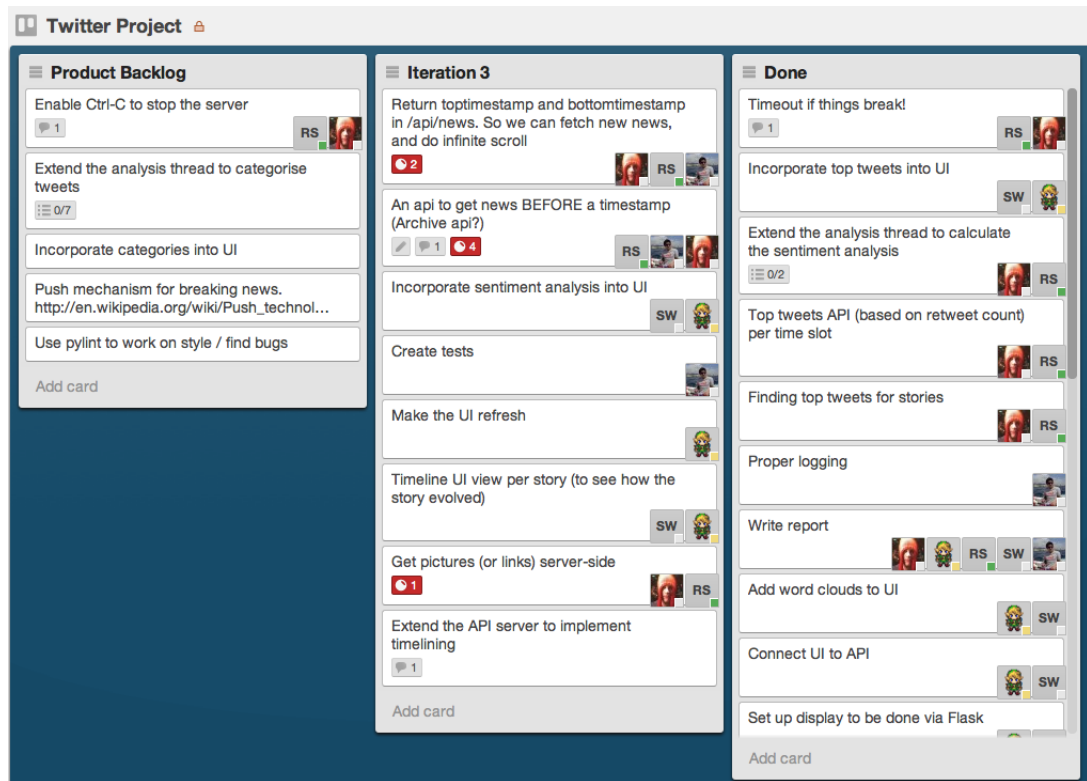 Twitter Project
Product Backlog
Enable Ctrl-C to stop the server
1
RS
Extend the analysis thread to categorise
tweets
0/7
Incorporate categories into UI
Push mechanism for breaking news.
http://en.wikipedia.org/wiki/Push_technol...
Use pylint to work on style / find bugs
Add card
Iteration 3
Return toptimestamp and bottomtimestamp
in /api/news. So we can fetch new news,
and do infinite scroll
2
RS
An api to get news BEFORE a timestamp
(Archive api?)
1 4
RS
Incorporate sentiment analysis into UI
SW
Create tests
Make the UI refresh
Timeline UI view per story (to see how the
story evolved)
SW
Get pictures (or links) server-side
1
RS
Extend the API server to implement
timelining
1
Add card
Done
Timeout if things break!
1
RS
Incorporate top tweets into UI
SW
Extend the analysis thread to calculate
the sentiment analysis
0/2
RS
Top tweets API (based on retweet count)
per time slot
RS
Finding top tweets for stories
RS
Proper logging
Write report
RS SW
Add word clouds to UI
SW
Connect UI to API
SW
Set up display to be done via Flask
Add card